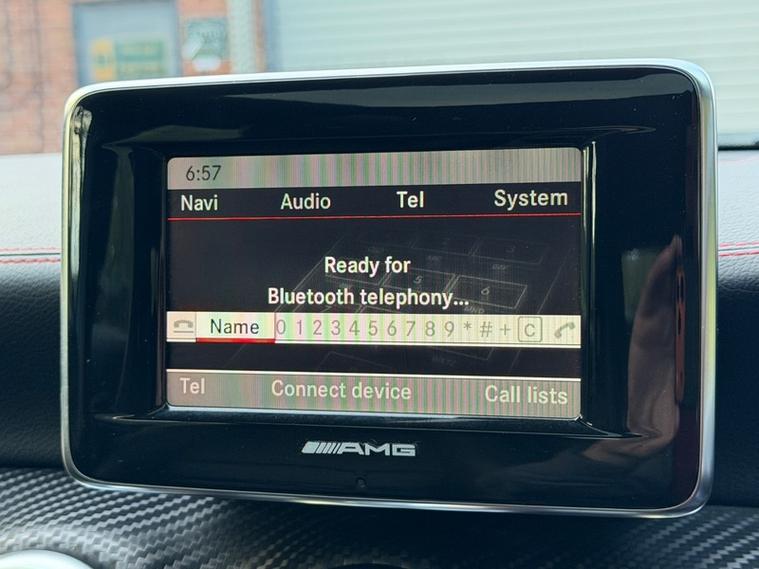 6:57
Navi Audio Tel System
Ready for
Bluetooth telephony...
Name 0 1 2 3 4 5 6 7 8 9 * # + C
Tel Connect device Call lists
AMG